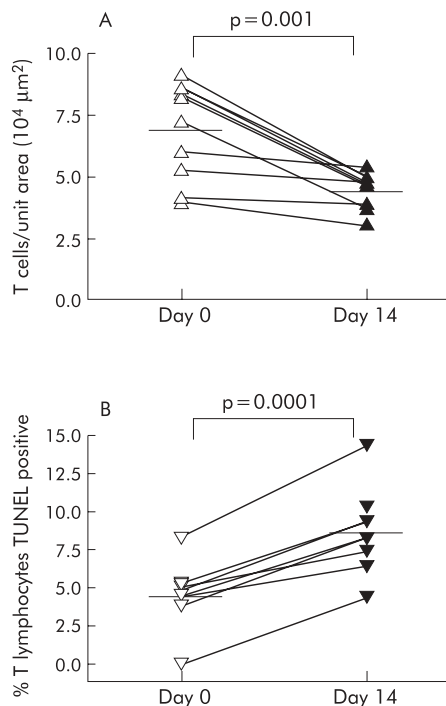 A
p=0.001
T cells/unit area (10⁴ μm²)
10.0
7.5
5.0
2.5
0.0
Day 0 Day 14
B
p=0.0001
% T lymphocytes TUNEL positive
15.0
12.5
10.0
7.5
5.0
2.5
0.0
Day 0 Day 14